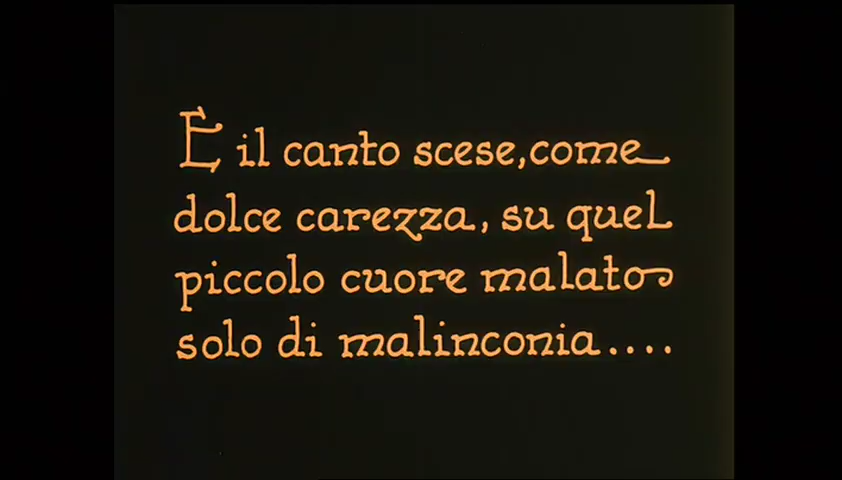 E il canto scese, come
dolce carezza, su quel
piccolo cuore malato
solo di malinconia....